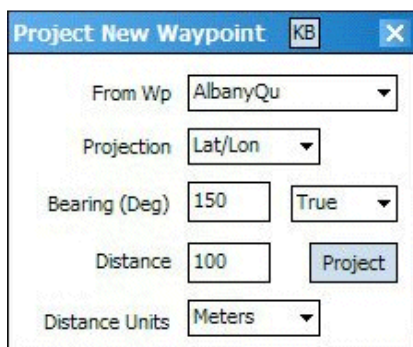 Project New Waypoint KB
From Wp AlbanyQu
Projection Lat/Lon
Bearing (Deg) 150 True
Distance 100 Project
Distance Units Meters